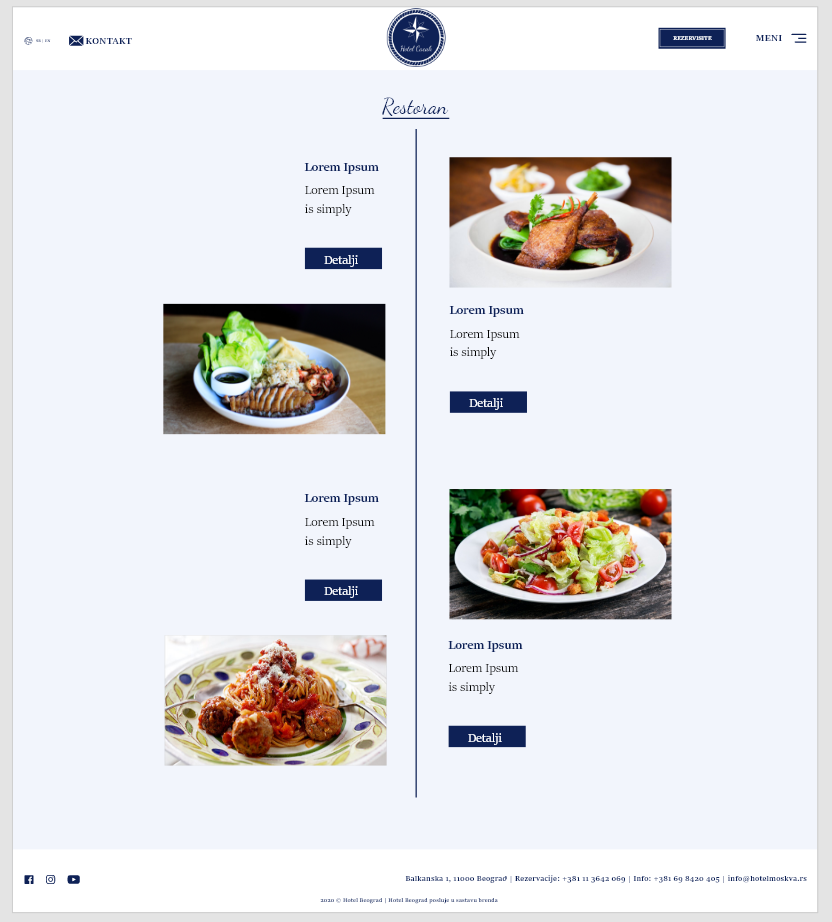 KONTAKT
Hotel
REZERVISITE
MENI
Restoran
Lorem Ipsum
Lorem Ipsum
is simply
Detalji
Lorem Ipsum
Lorem Ipsum
is simply
Detalji
Lorem Ipsum
Lorem Ipsum
is simply
Detalji
Lorem Ipsum
Lorem Ipsum
is simply
Detalji
Balkanska 1, 11000 Beograd | Rezervacije: +381 11 3642 069 | Info: +381 69 8420 405 | info@hotelmoskva.rs
2020 © Hotel Beograd | Hotel Beograd posluje u sastavu brenda